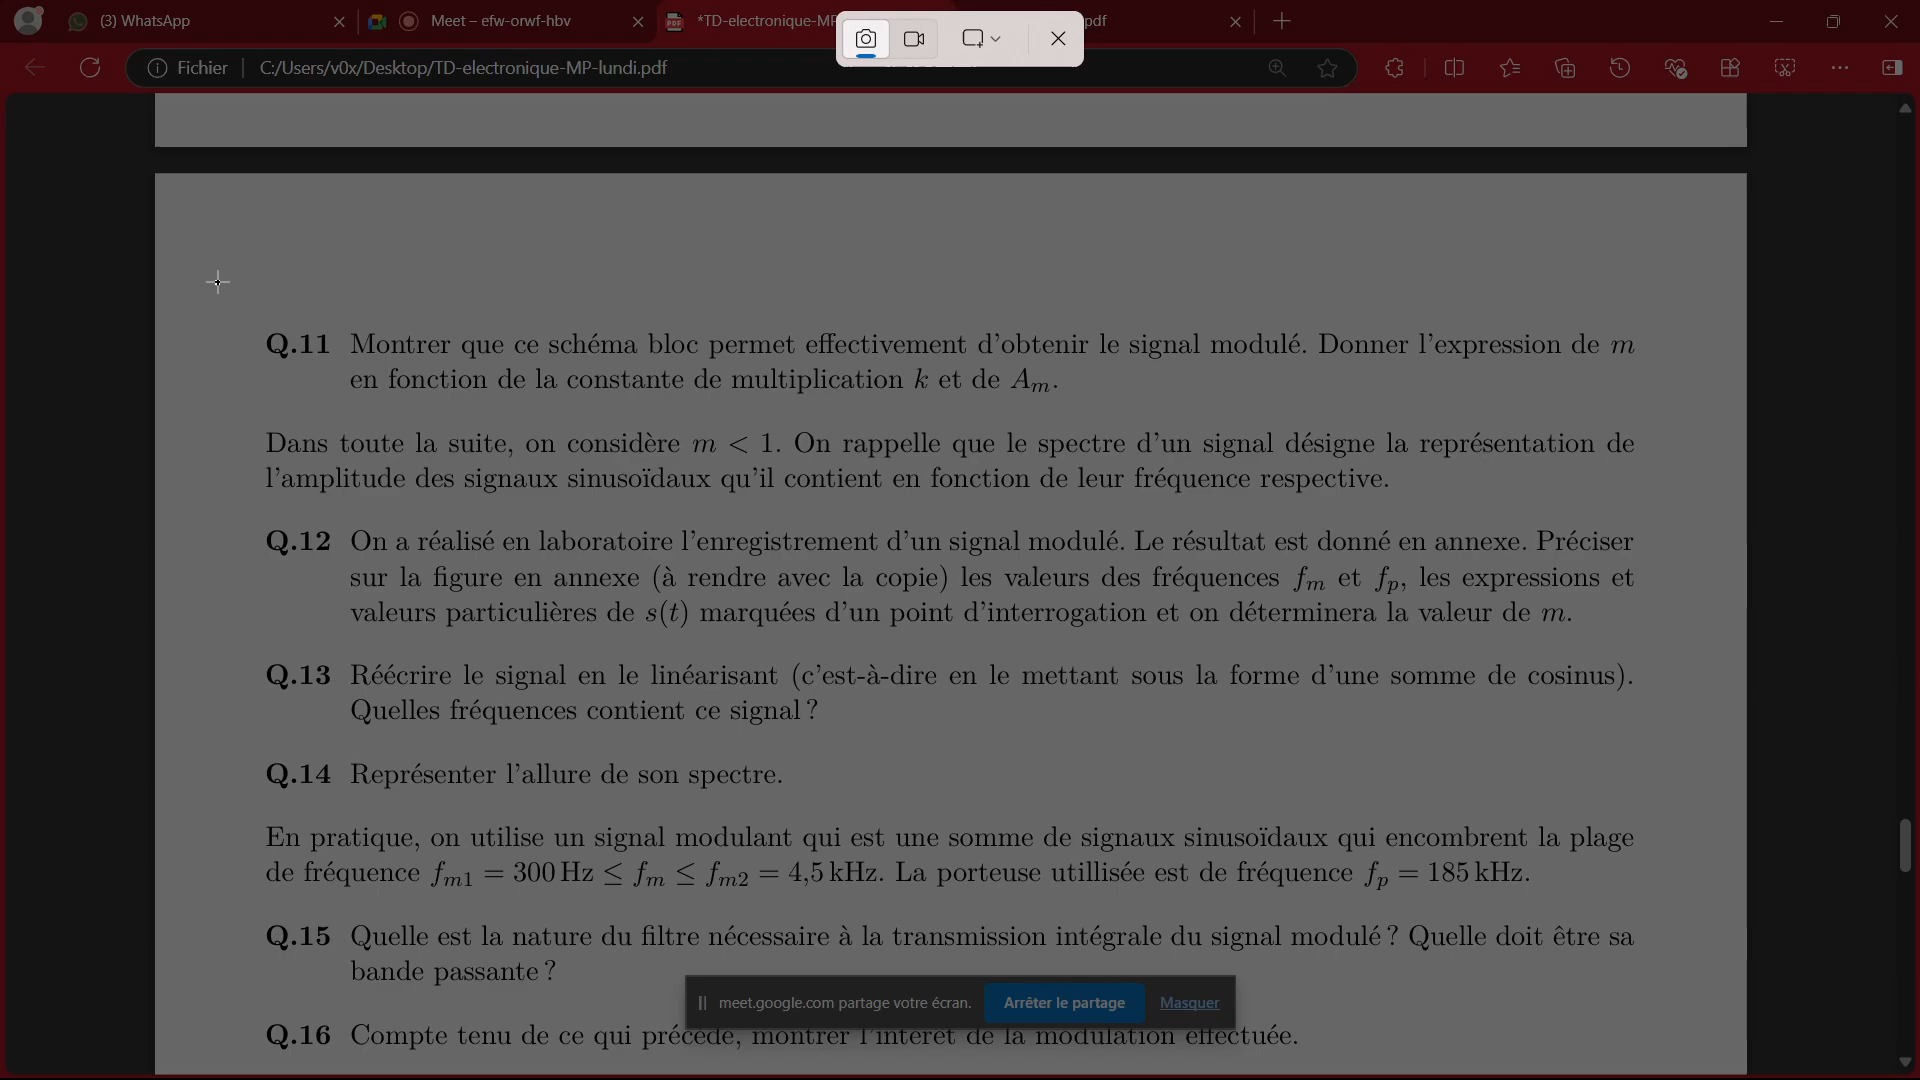 (3) WhatsApp
Meet – efw-orwf-hbv
*TD-electronique-MP
pdf
Fichier
C:/Users/v0x/Desktop/TD-electronique-MP-lundi.pdf
Q.11 Montrer que ce schéma bloc permet effectivement d'obtenir le signal modulé. Donner l'expression de m
en fonction de la constante de multiplication k et de Aₘ.
Dans toute la suite, on considère m < 1. On rappelle que le spectre d'un signal désigne la représentation de
l'amplitude des signaux sinusoïdaux qu'il contient en fonction de leur fréquence respective.
Q.12 On a réalisé en laboratoire l'enregistrement d'un signal modulé. Le résultat est donné en annexe. Préciser
sur la figure en annexe (à rendre avec la copie) les valeurs des fréquences fₘ et fₚ, les expressions et
valeurs particulières de s(t) marquées d'un point d'interrogation et on déterminera la valeur de m.
Q.13 Réécrire le signal en le linéarisant (c'est-à-dire en le mettant sous la forme d'une somme de cosinus).
Quelles fréquences contient ce signal ?
Q.14 Représenter l'allure de son spectre.
En pratique, on utilise un signal modulant qui est une somme de signaux sinusoïdaux qui encombrent la plage
de fréquence fₘ₁ = 300 Hz ≤ fₘ ≤ fₘ₂ = 4,5 kHz. La porteuse utillisée est de fréquence fₚ = 185 kHz.
Q.15 Quelle est la nature du filtre nécessaire à la transmission intégrale du signal modulé ? Quelle doit être sa
bande passante ?
meet.google.com partage votre écran.
Arrêter le partage
Masquer
Q.16 Compte tenu de ce qui précède, montrer l'intérêt de la modulation effectuée.